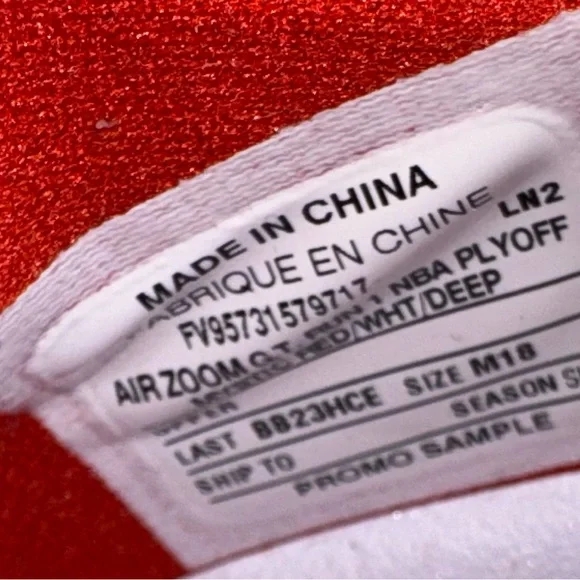 MADE IN CHINA
FABRIQUE EN CHINE LN2
FV95731579717
AIR ZOOM G.T. RUN 1 NBA PLYOFF
RED/WHT/DEEP
UPPER
LAST BB23HCE SIZE M18
SEASON
SHIP TO
PROMO SAMPLE